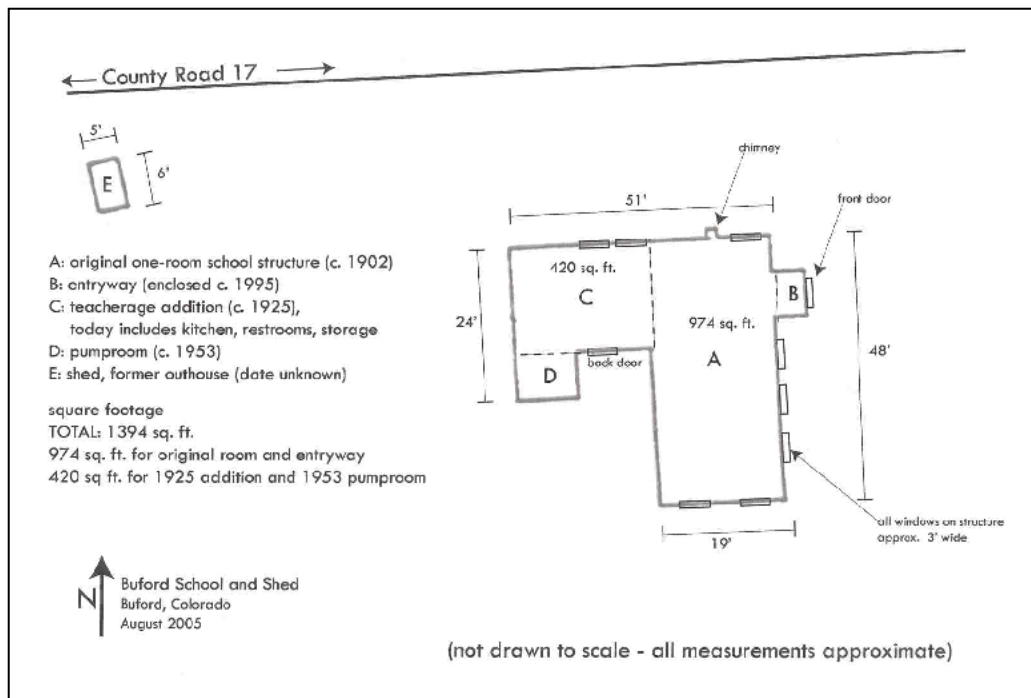 County Road 17
5'
6'
E
chimney
51'
front door
A: original one-room school structure (c. 1902)
B: entryway (enclosed c. 1995)
C: teacherage addition (c. 1925),
today includes kitchen, restrooms, storage
D: pumproom (c. 1953)
E: shed, former outhouse (date unknown)
420 sq. ft.
C
B
24'
974 sq. ft.
A
48'
back door
D
square footage
TOTAL: 1394 sq. ft.
974 sq. ft. for original room and entryway
420 sq ft. for 1925 addition and 1953 pumproom
19'
all windows on structure
approx. 3' wide
N
Buford School and Shed
Buford, Colorado
August 2005
(not drawn to scale - all measurements approximate)